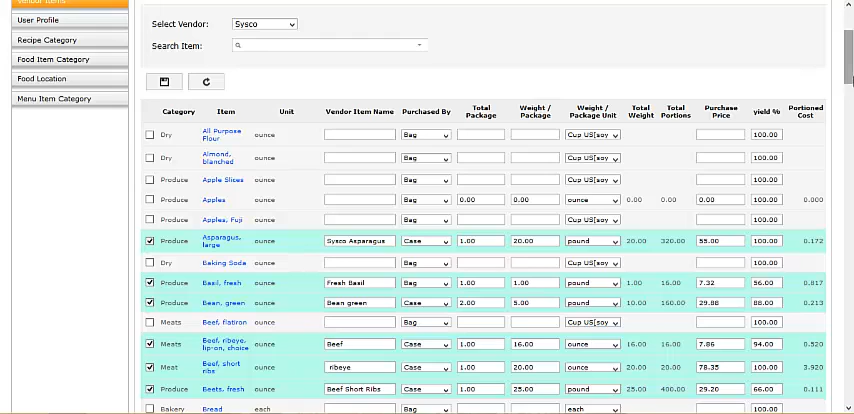 Vendor Items
User Profile
Recipe Category
Food Item Category
Food Location
Menu Item Category
Select Vendor: Sysco
Search Item:
Category Item Unit Vendor Item Name Purchased By Total Package Weight / Package Weight / Package Unit Total Weight Total Portions Purchase Price yield % Portioned Cost
Dry All Purpose Flour ounce Bag Cup US[soy 100.00
Dry Almond, blanched ounce Bag Cup US[soy 100.00
Produce Apple Slices ounce Bag Cup US[soy 100.00
Produce Apples ounce Bag 0.00 0.00 ounce 0.00 0.00 0.00 100.00 0.000
Produce Apples, Fuji ounce Bag Cup US[soy 100.00
Produce Asparagus, large ounce Sysco Asparagus Case 1.00 20.00 pound 20.00 320.00 55.00 100.00 0.172
Dry Baking Soda ounce Bag Cup US[soy 100.00
Produce Basil, fresh ounce Fresh Basil Bag 1.00 1.00 pound 1.00 16.00 7.32 56.00 0.817
Produce Bean, green ounce Bean green Case 2.00 5.00 pound 10.00 160.00 29.88 88.00 0.213
Meats Beef, flatiron ounce Bag Cup US[soy 100.00
Meats Beef, ribeye, lip-on, choice ounce Beef Case 1.00 16.00 ounce 16.00 16.00 7.86 94.00 0.520
Meat Beef, short ribs ounce ribeye Case 1.00 20.00 ounce 20.00 20.00 78.35 100.00 3.920
Produce Beets, fresh ounce Beef Short Ribs Case 1.00 25.00 pound 25.00 400.00 29.20 66.00 0.111
Bakery Bread each Bag each 100.00